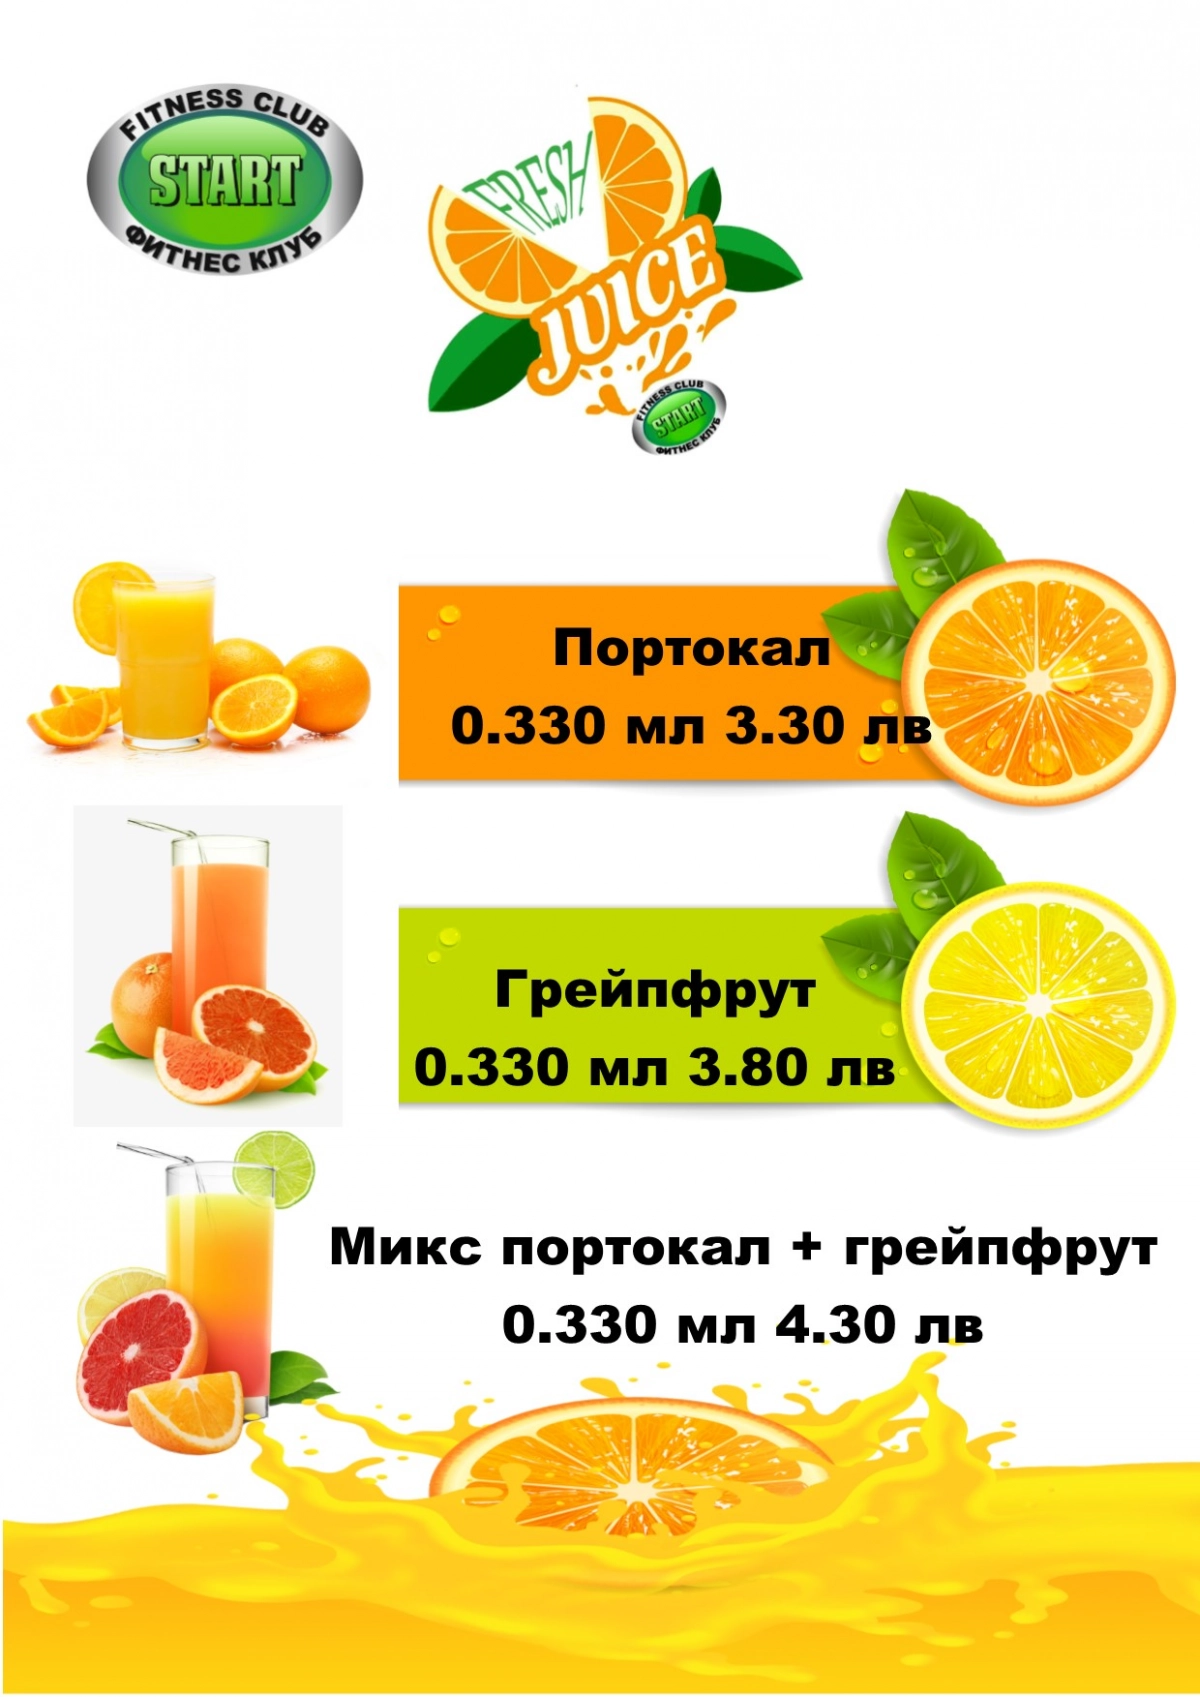 FITNESS CLUB
START
ФИТНЕС КЛУБ
FRESH
JUICE
FITNESS CLUB
START
ФИТНЕС КЛУБ
Портокал
0.330 мл 3.30 лв
Грейпфрут
0.330 мл 3.80 лв
Микс портокал + грейпфрут
0.330 мл 4.30 лв